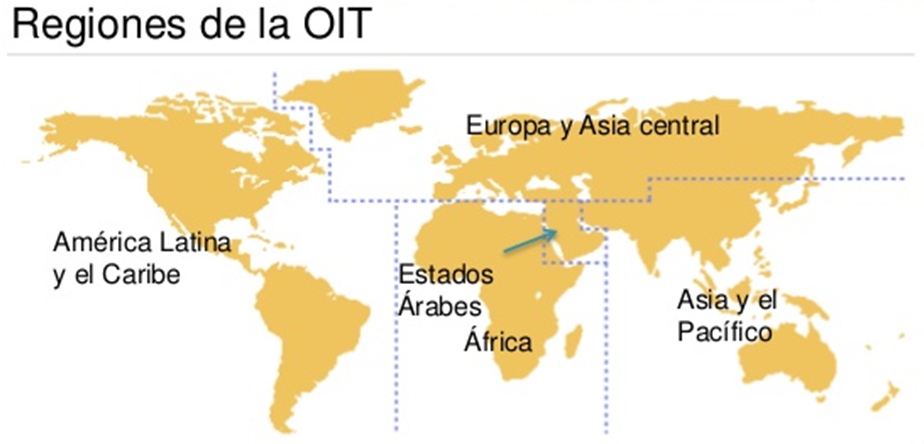 Regiones de la OIT
Europa y Asia central
América Latina
y el Caribe
Estados
Árabes
África
Asia y el
Pacífico